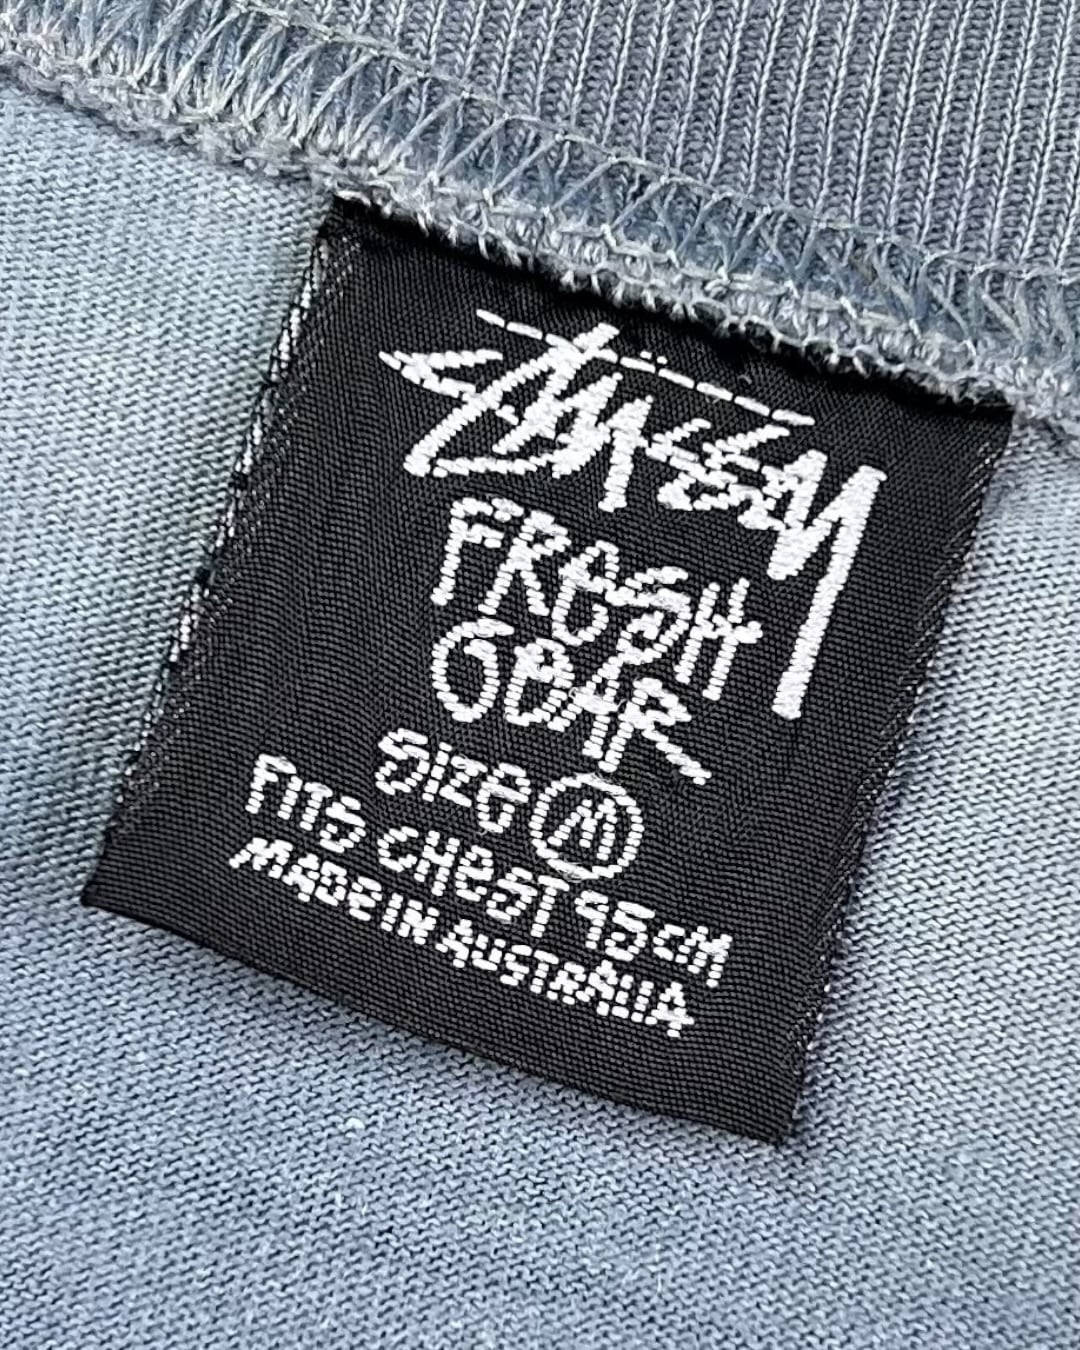 STÜSSY
FRESH
GEAR
SIZE M
FITS CHEST 95CM
MADE IN AUSTRALIA